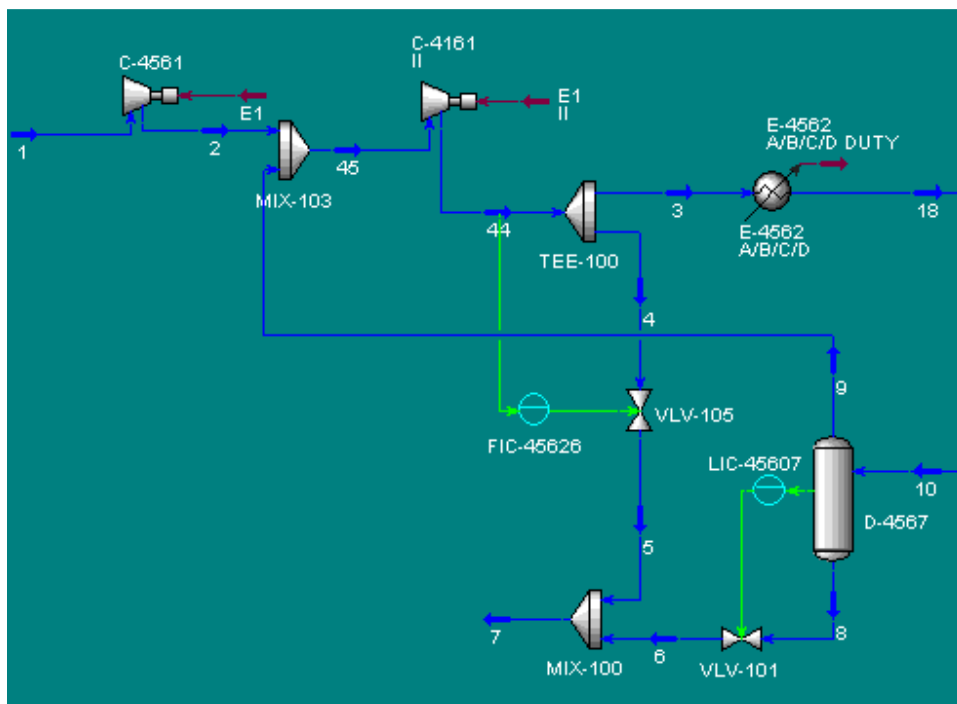 C-4561
C-4161
II
E1
E1
II
1
2
45
MIX-103
44
TEE-100
3
E-4562
A/B/C/D DUTY
E-4562
A/B/C/D
18
4
9
VLV-105
FIC-45626
LIC-45607
10
D-4567
5
7
MIX-100
6
VLV-101
8